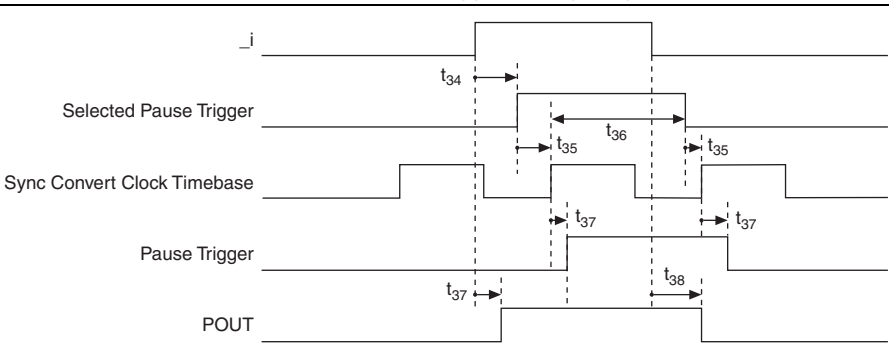 _i
t34
Selected Pause Trigger
t36
t35
t35
Sync Convert Clock Timebase
t37
t37
Pause Trigger
t38
t37
POUT